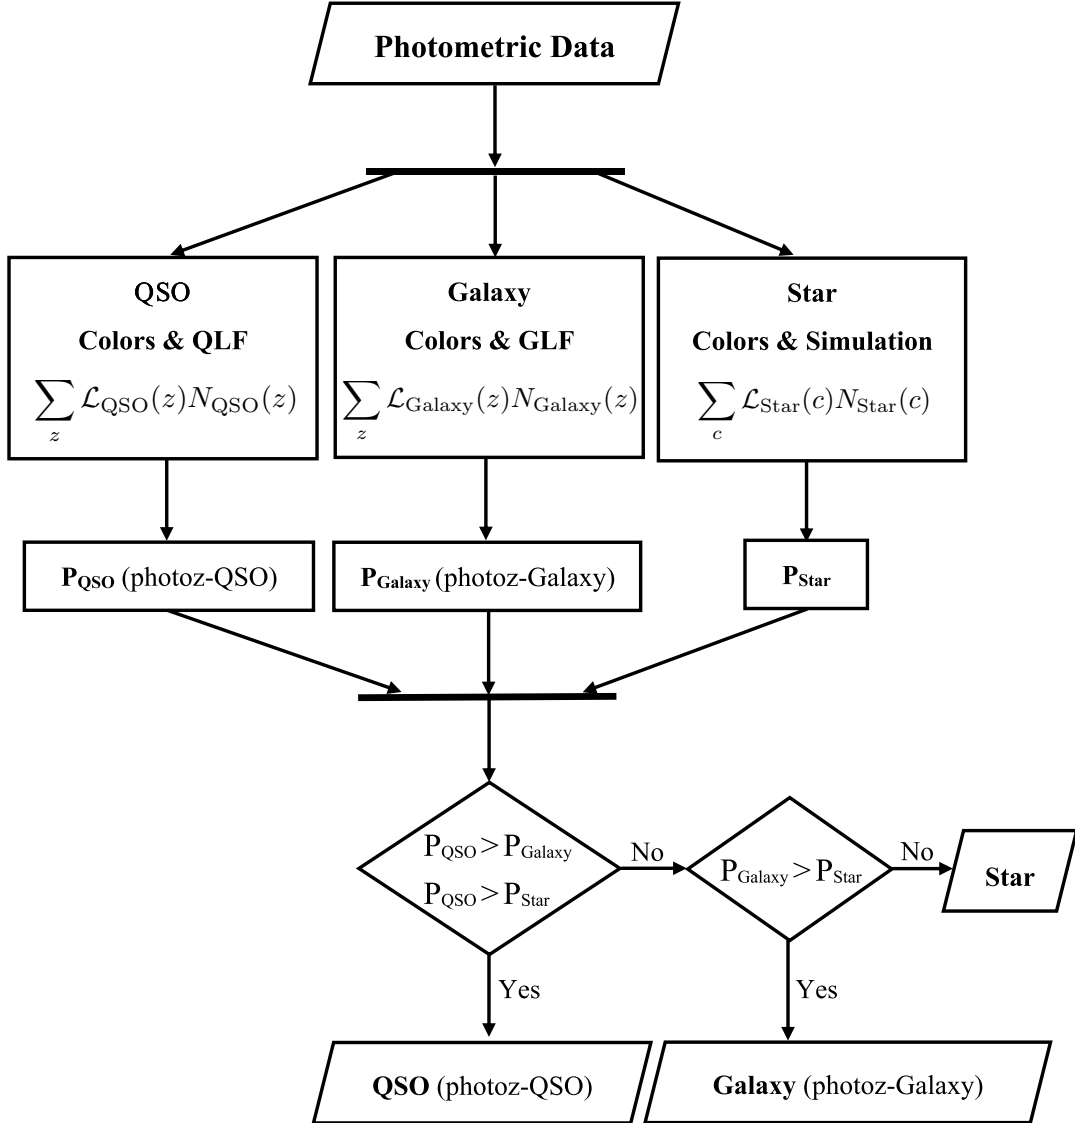 Photometric Data
QSO
Colors & QLF
∑_z ℒ_QSO(z)N_QSO(z)
Galaxy
Colors & GLF
∑_z ℒ_Galaxy(z)N_Galaxy(z)
Star
Colors & Simulation
∑_c ℒ_Star(c)N_Star(c)
P_QSO (photoz-QSO)
P_Galaxy (photoz-Galaxy)
P_Star
P_QSO > P_Galaxy
P_QSO > P_Star
No
P_Galaxy > P_Star
No
Star
Yes
Yes
QSO (photoz-QSO)
Galaxy (photoz-Galaxy)